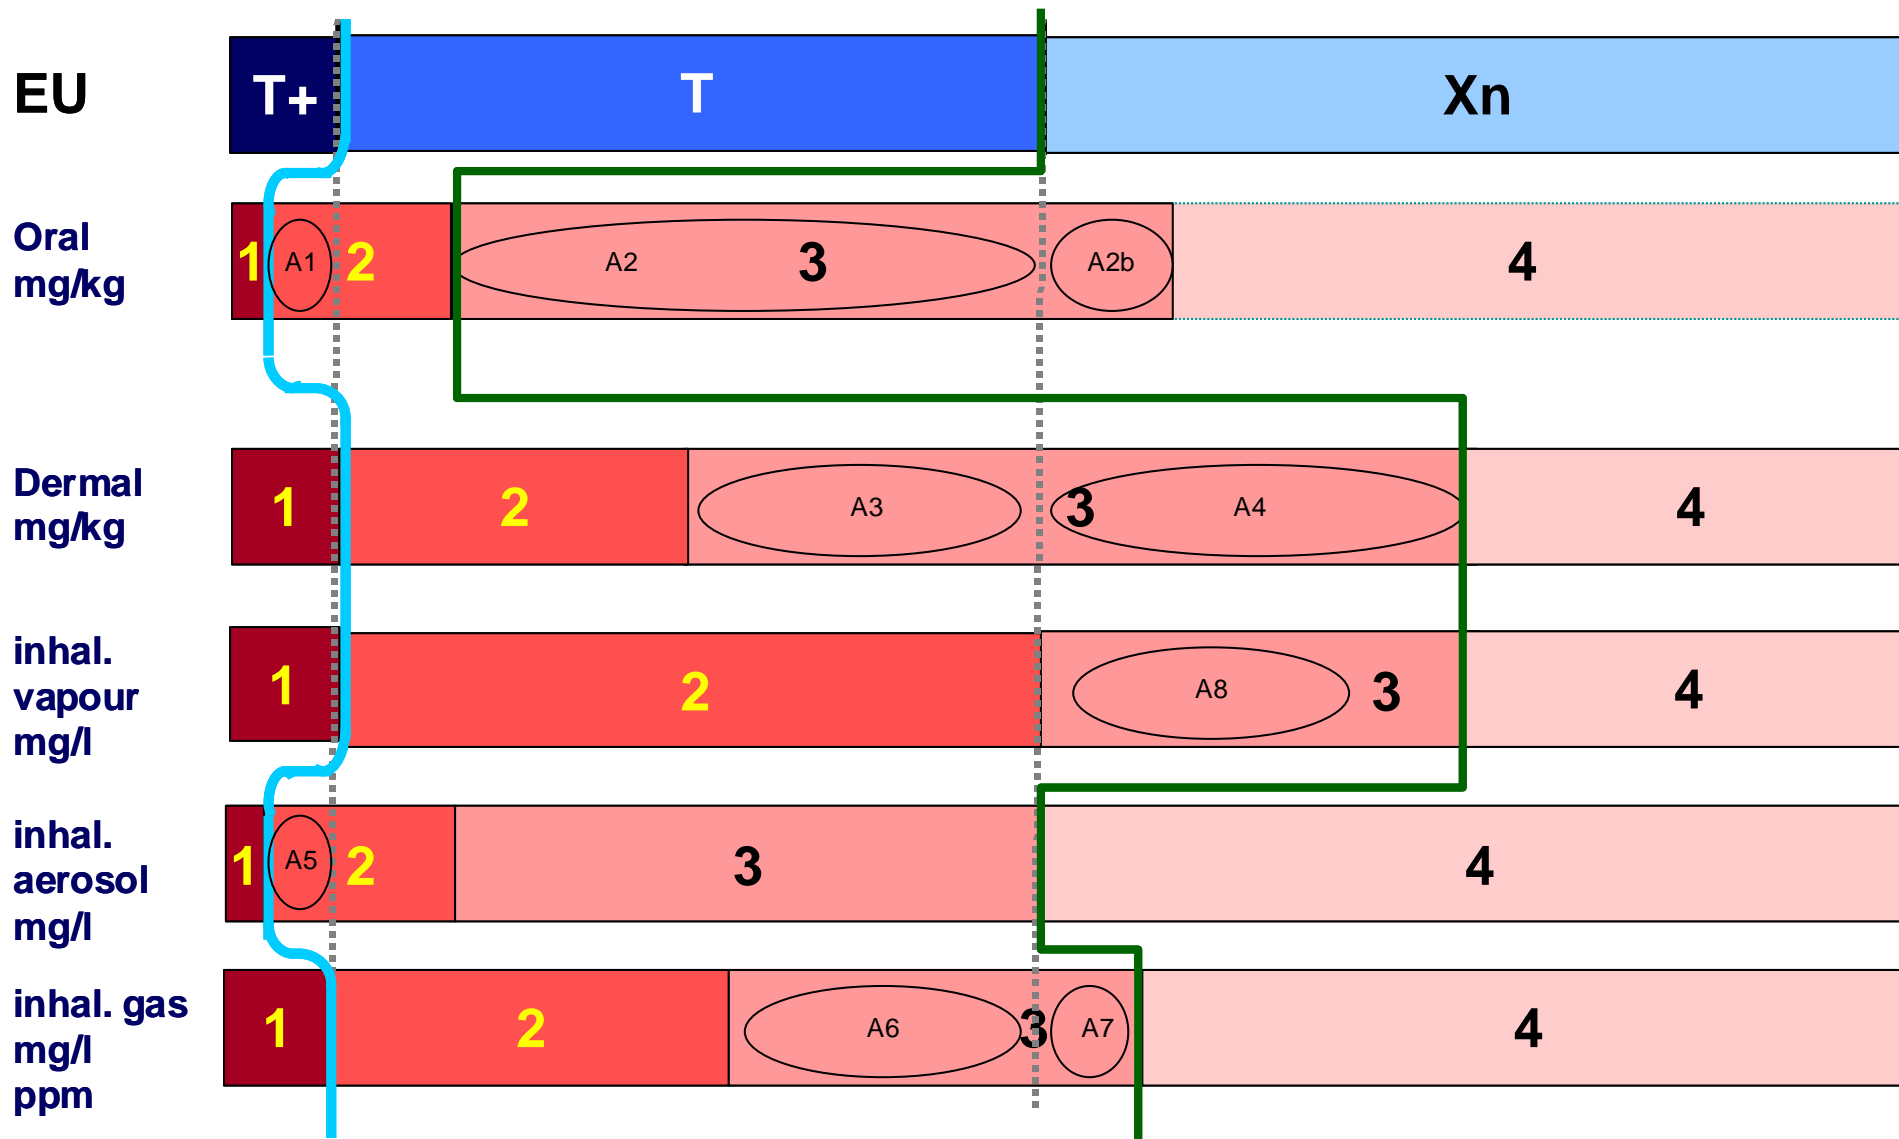 EU T+ T Xn
Oral
mg/kg
1 A1 2 A2 3 A2b 4
Dermal
mg/kg
1 2 A3 3 A4 4
inhal.
vapour
mg/l
1 2 A8 3 4
inhal.
aerosol
mg/l
1 A5 2 3 4
inhal. gas
mg/l
ppm
1 2 A6 3 A7 4